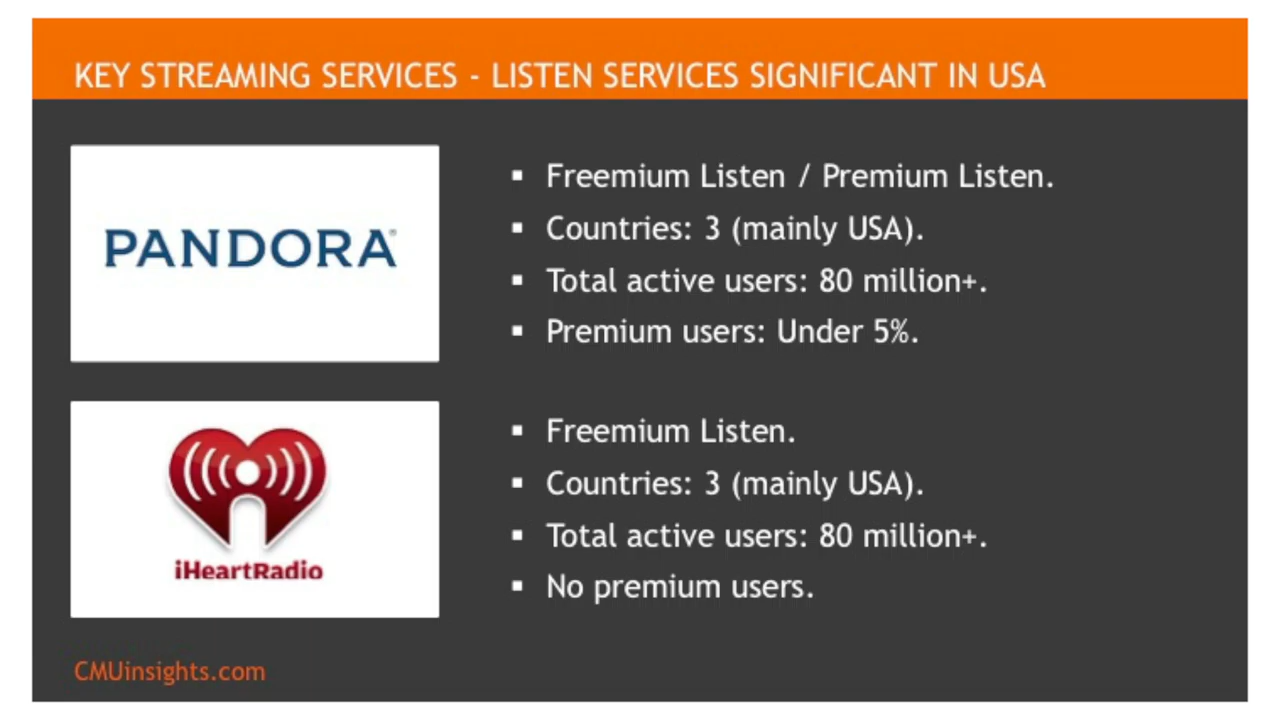 KEY STREAMING SERVICES - LISTEN SERVICES SIGNIFICANT IN USA
PANDORA®
▪ Freemium Listen / Premium Listen.
▪ Countries: 3 (mainly USA).
▪ Total active users: 80 million+.
▪ Premium users: Under 5%.
iHeartRadio
▪ Freemium Listen.
▪ Countries: 3 (mainly USA).
▪ Total active users: 80 million+.
▪ No premium users.
CMUinsights.com